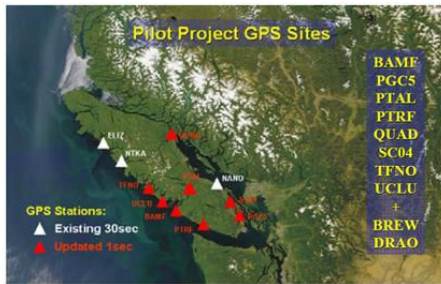 Pilot Project GPS Sites
BAMF
PGC5
PTAL
PTRF
QUAD
SC04
TFNO
UCLU
+
BREW
DRAO
ELIZ
NTKA
NANO
TFNO
UCLU
BAMF
PTRF
GPS Stations:
Existing 30sec
Updated 1sec